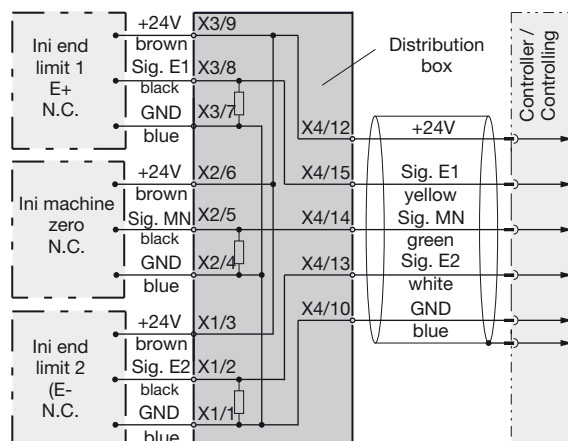 Ini end
limit 1
E+
N.C.
+24V
brown
Sig. E1
black
GND
blue
X3/9
X3/8
X3/7
Ini machine
zero
N.C.
+24V
brown
Sig. MN
black
GND
blue
X2/6
X2/5
X2/4
Ini end
limit 2
(E-
N.C.
+24V
brown
Sig. E2
black
GND
blue
X1/3
X1/2
X1/1
Distribution
box
X4/12
X4/15
X4/14
X4/13
X4/10
+24V
Sig. E1
yellow
Sig. MN
green
Sig. E2
white
GND
blue
Controller /
Controlling